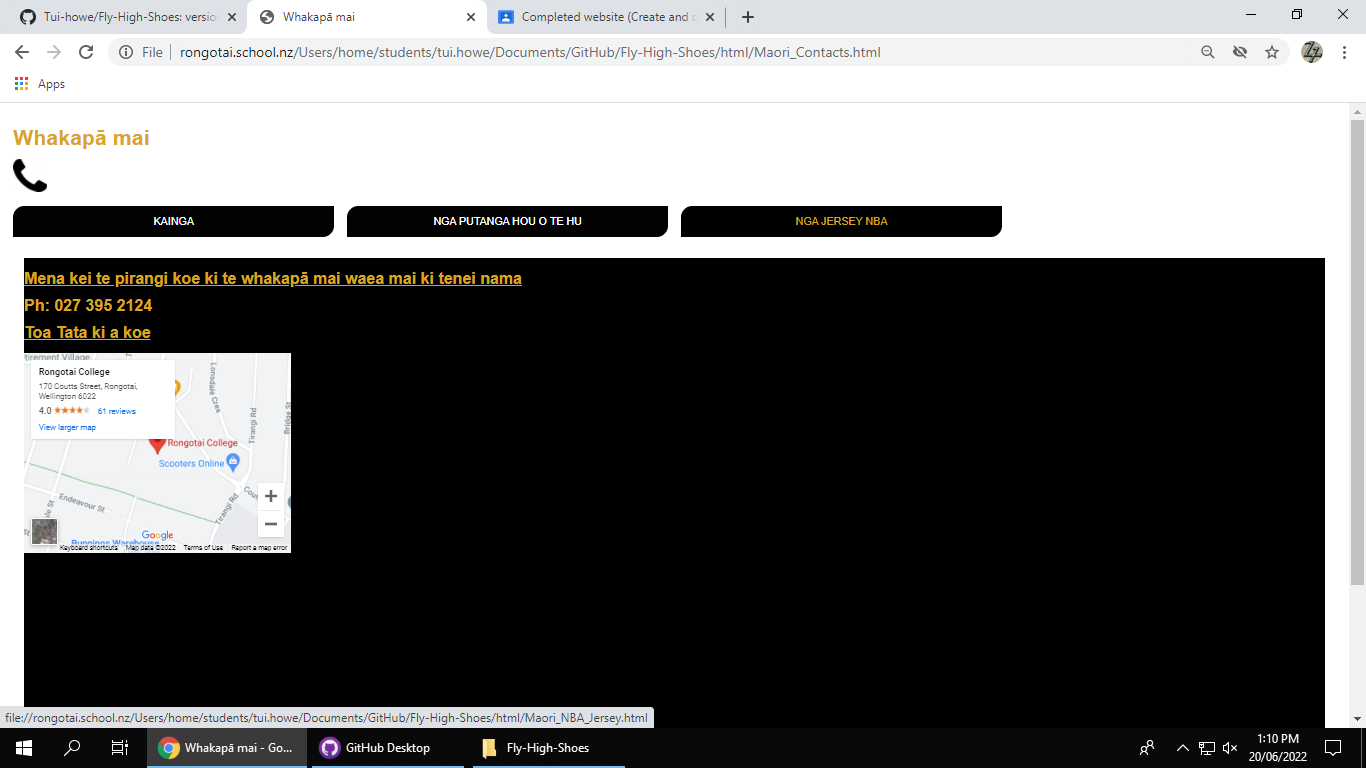 Tui-howe/Fly-High-Shoes: version
Whakapā mai
Completed website (Create and
File
rongotai.school.nz/Users/home/students/tui.howe/Documents/GitHub/Fly-High-Shoes/html/Maori_Contacts.html
Apps
Whakapā mai
KAINGA
NGA PUTANGA HOU O TE HU
NGA JERSEY NBA
Mena kei te pirangi koe ki te whakapā mai waea mai ki tenei nama
Ph: 027 395 2124
Toa Tata ki a koe
tirement Village
Rongotai College
170 Coutts Street, Rongotai,
Wellington 6022
4.0
61 reviews
View larger map
Lonsdale Cres
Tirangi Rd
Bridge St
Rongotai College
Scooters Online
Cou
Tirangi Rd
Endeavour St
Bunnings Warehouse
Google
Keyboard shortcuts
Map data ©2022
Terms of Use
Report a map error
file://rongotai.school.nz/Users/home/students/tui.howe/Documents/GitHub/Fly-High-Shoes/html/Maori_NBA_Jersey.html
Whakapā mai - Go...
GitHub Desktop
Fly-High-Shoes
1:10 PM
20/06/2022